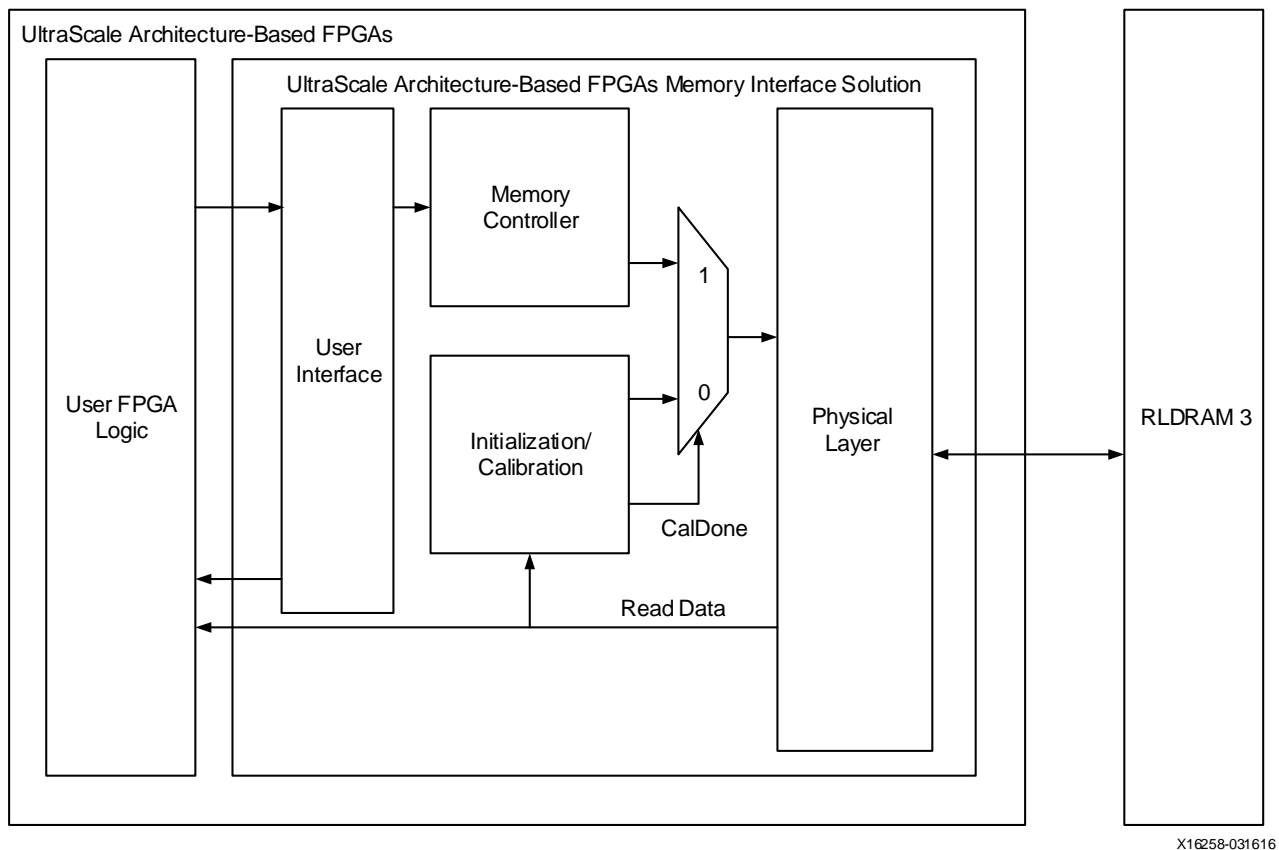 UltraScale Architecture-Based FPGAs
UltraScale Architecture-Based FPGAs Memory Interface Solution
Memory
Controller
1
User
Interface
0
User FPGA
Logic
Physical
Layer
RLDRAM 3
Initialization/
Calibration
CalDone
Read Data
X16258-031616